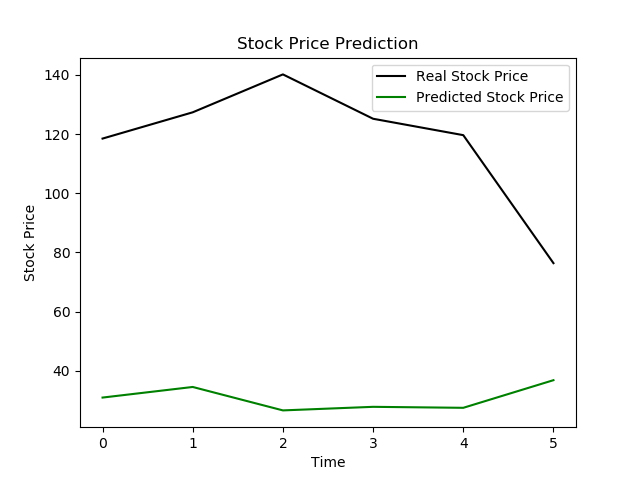 Stock Price Prediction
Real Stock Price
Predicted Stock Price
140
120
100
80
60
40
Stock Price
0 1 2 3 4 5
Time